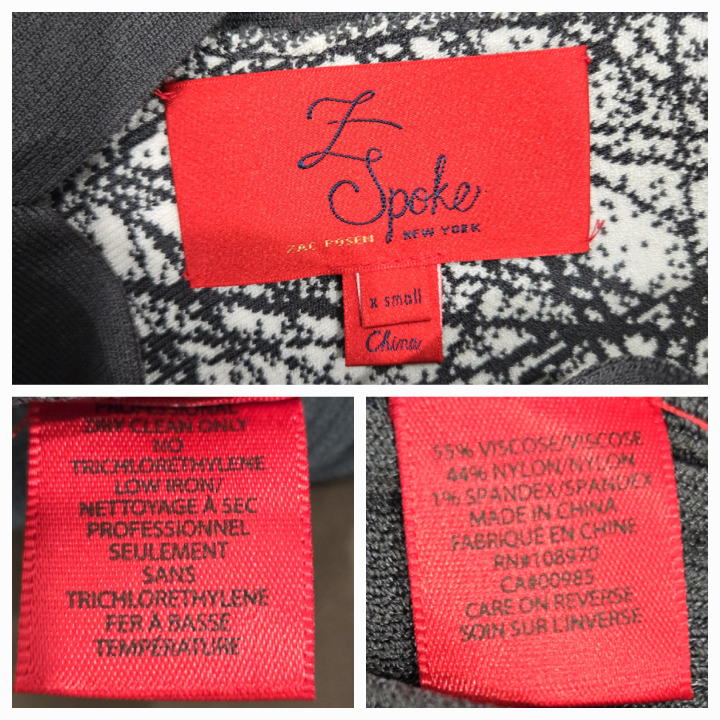 Z
Spoke
ZAC POSEN NEW YORK
x small
China
PROFESSIONAL
DRY CLEAN ONLY
NO
TRICHLORETHYLENE
LOW IRON/
NETTOYAGE À SEC
PROFESSIONNEL
SEULEMENT
SANS
TRICHLORETHYLENE
FER À BASSE
TEMPÉRATURE
55% VISCOSE/VISCOSE
44% NYLON/NYLON
1% SPANDEX/SPANDEX
MADE IN CHINA
FABRIQUE EN CHINE
RN#108970
CA#00985
CARE ON REVERSE
SOIN SUR L'INVERSE